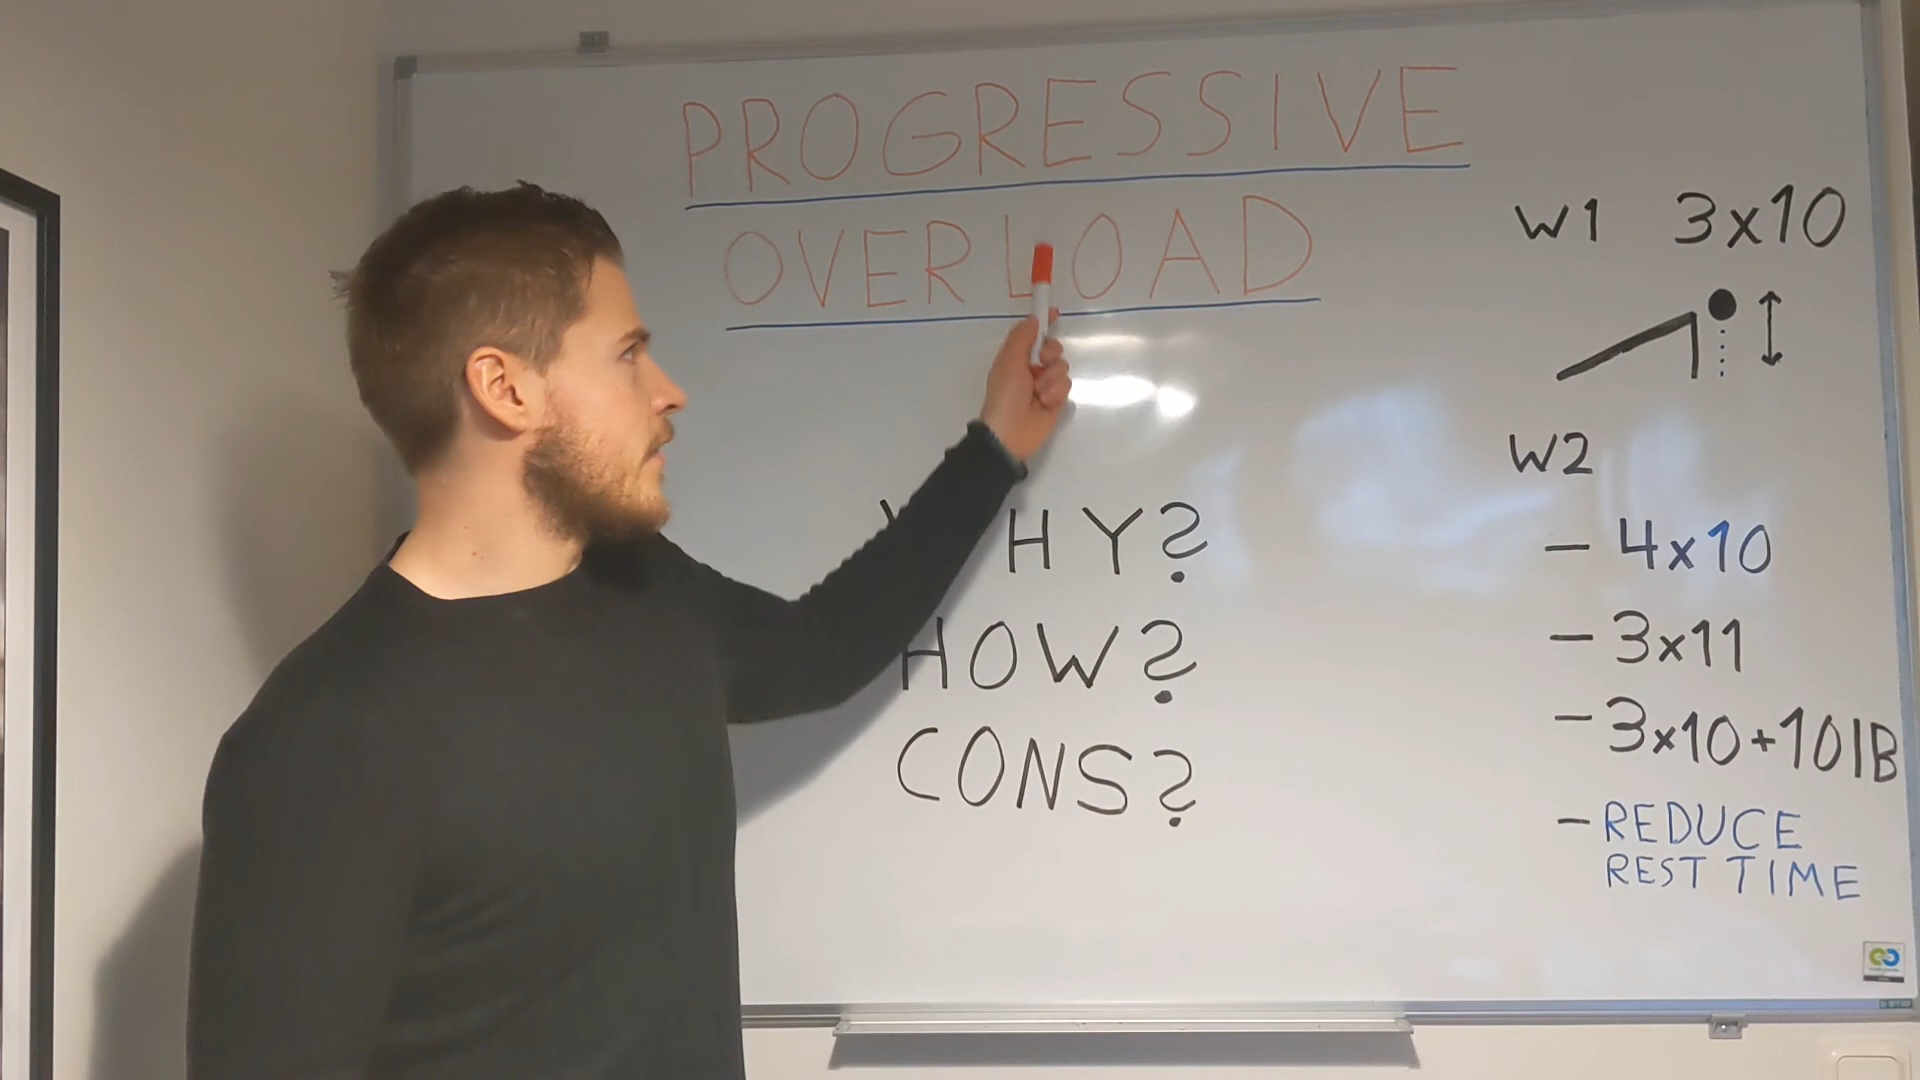 PROGRESSIVE
OVERLOAD
WHY?
HOW?
CONS?
W1 3x10
W2
- 4x10
- 3x11
- 3x10+10lB
- REDUCE
REST TIME